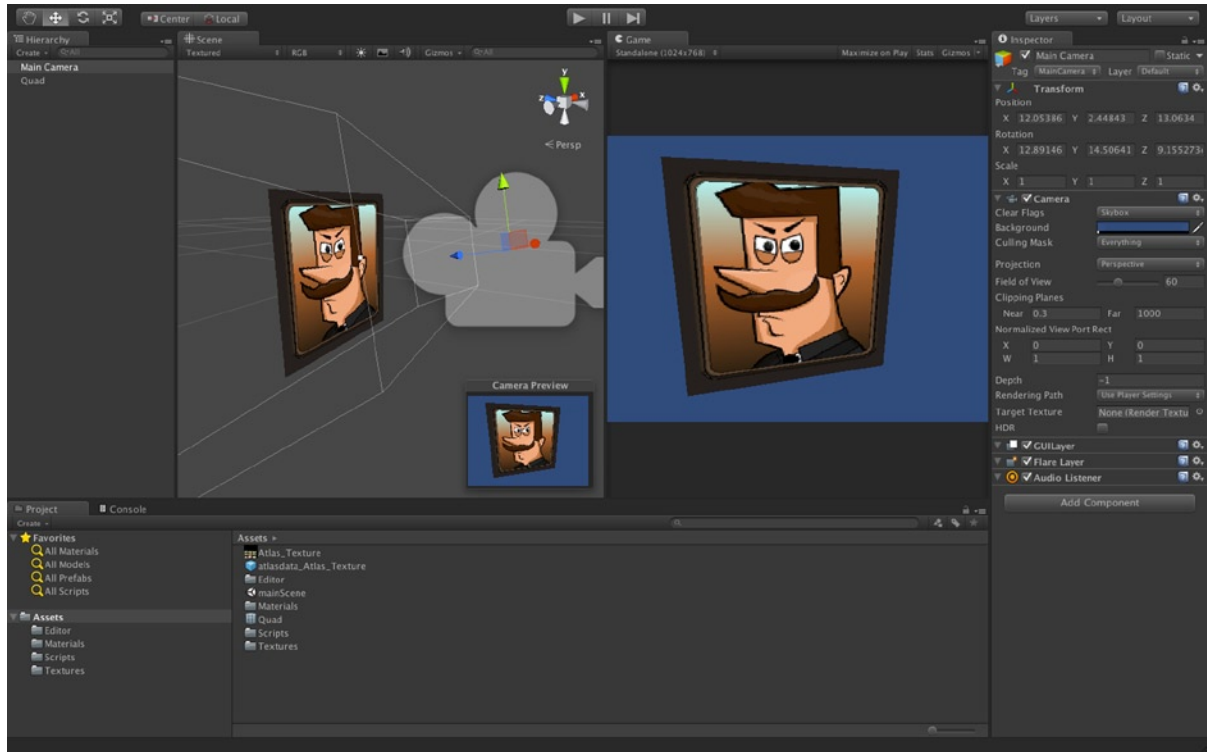 Center Local
Layers Layout
Hierarchy
Create All
Main Camera
Quad
Scene
Textured RGB Gizmos All
y
z x
Persp
Camera Preview
Game
Standalone (1024x768) Maximize on Play Stats Gizmos
Inspector
Main Camera Static
Tag MainCamera Layer Default
Transform
Position
X 12.05386 Y 2.44843 Z 13.0634
Rotation
X 12.89146 Y 14.50641 Z 9.155273
Scale
X 1 Y 1 Z 1
Camera
Clear Flags Skybox
Background
Culling Mask Everything
Projection Perspective
Field of View 60
Clipping Planes
Near 0.3 Far 1000
Normalized View Port Rect
X 0 Y 0
W 1 H 1
Depth -1
Rendering Path Use Player Settings
Target Texture None (Render Textu
HDR
GUILayer
Flare Layer
Audio Listener
Add Component
Project Console
Create
Favorites
All Materials
All Models
All Prefabs
All Scripts
Assets
Editor
Materials
Scripts
Textures
Assets
Atlas_Texture
atlasdata_Atlas_Texture
Editor
mainScene
Materials
Quad
Scripts
Textures